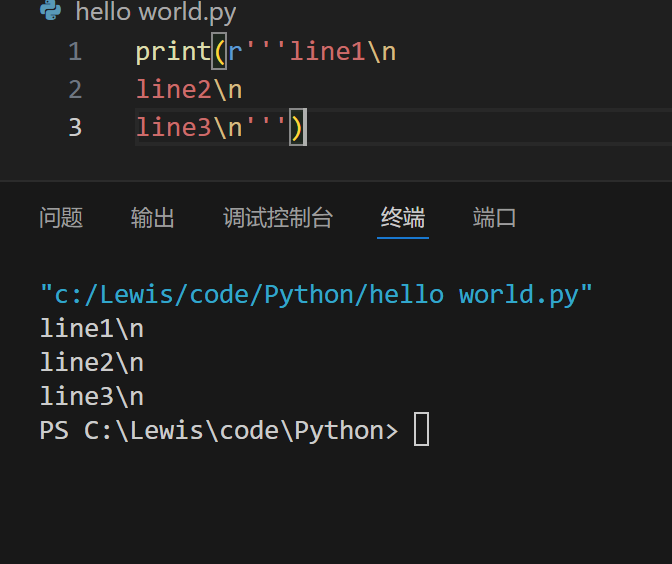 hello world.py
1 print(r'''line1\n
2 line2\n
3 line3\n''')
问题 输出 调试控制台 终端 端口
"c:/Lewis/code/Python/hello world.py"
line1\n
line2\n
line3\n
PS C:\Lewis\code\Python>